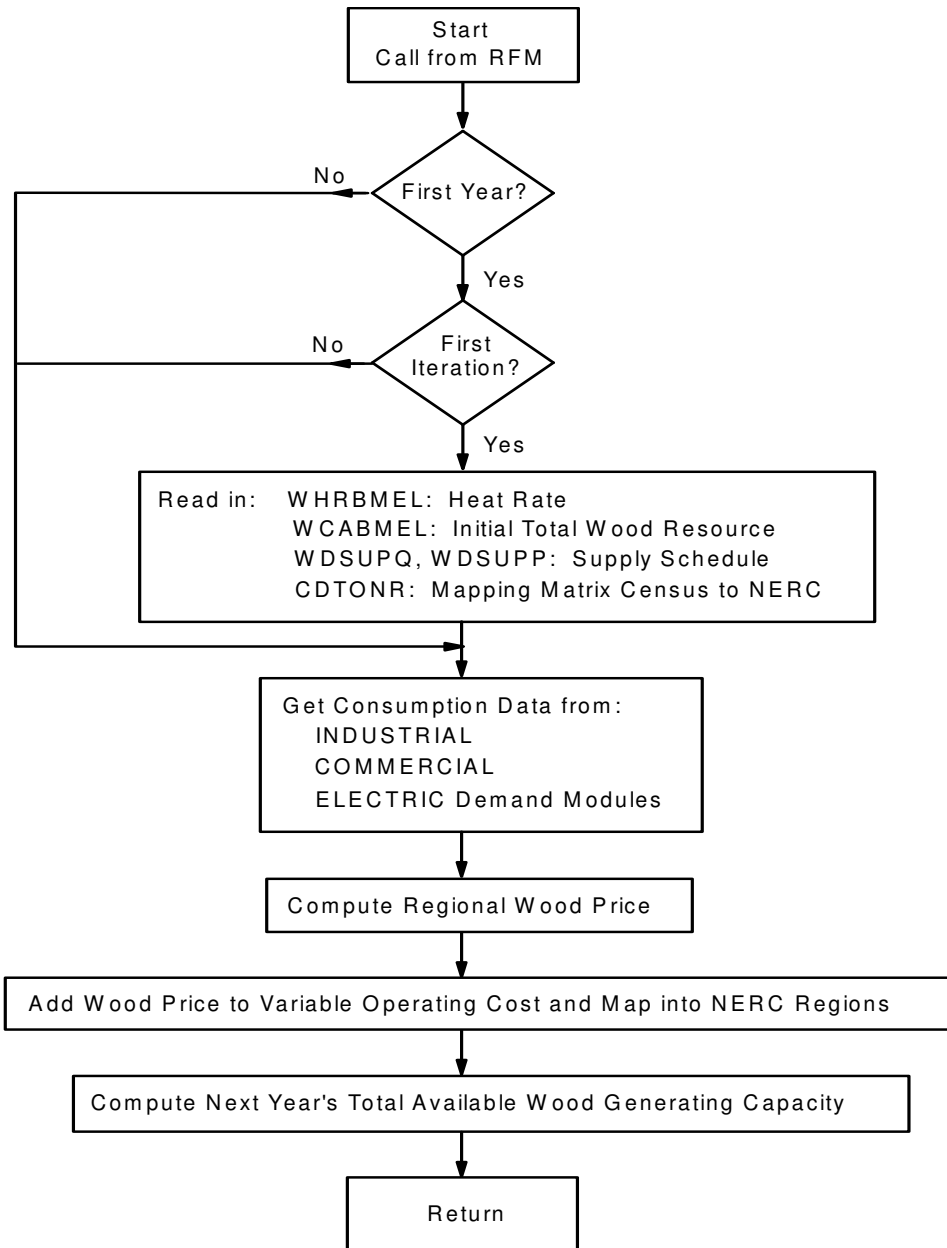 Start
Call from RFM
No
First Year?
Yes
No
First
Iteration?
Yes
Read in: WHRBMEL: Heat Rate
WCABMEL: Initial Total Wood Resource
WDSUPQ, WDSUPP: Supply Schedule
CDTONR: Mapping Matrix Census to NERC
Get Consumption Data from:
INDUSTRIAL
COMMERCIAL
ELECTRIC Demand Modules
Compute Regional Wood Price
Add Wood Price to Variable Operating Cost and Map into NERC Regions
Compute Next Year's Total Available Wood Generating Capacity
Return